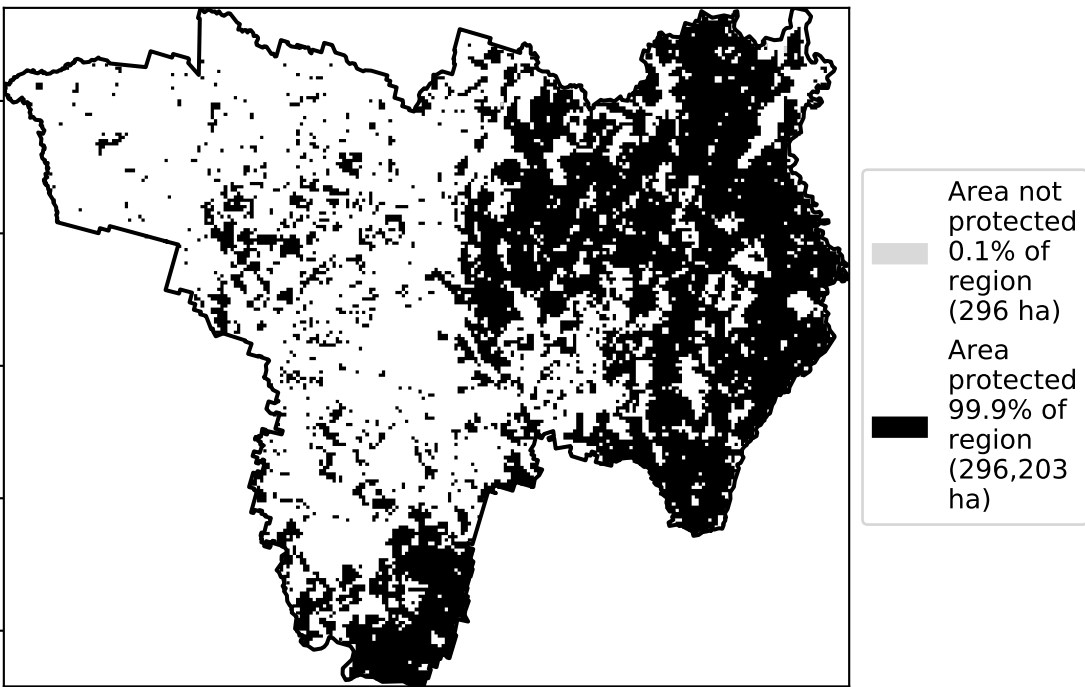 Area not
protected
0.1% of
region
(296 ha)
Area
protected
99.9% of
region
(296,203
ha)